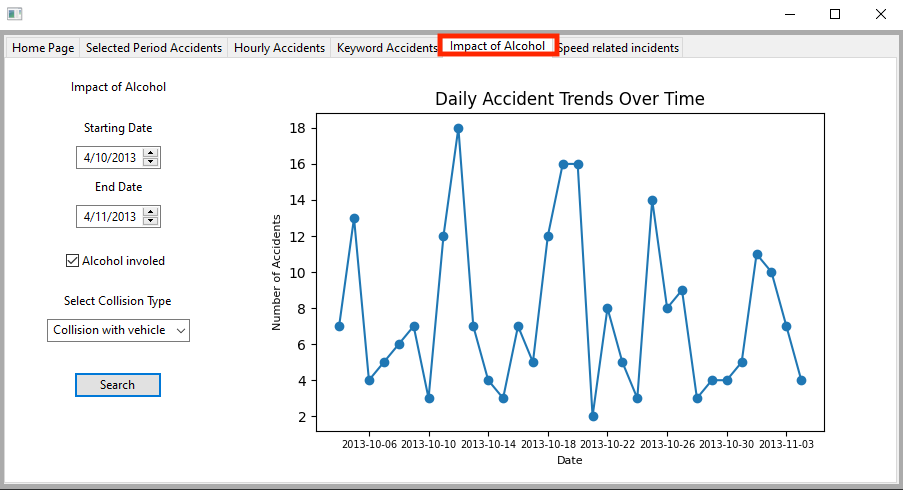 Home Page Selected Period Accidents Hourly Accidents Keyword Accidents Impact of Alcohol Speed related incidents
Impact of Alcohol
Starting Date
4/10/2013
End Date
4/11/2013
Alcohol involed
Select Collision Type
Collision with vehicle
Search
Daily Accident Trends Over Time
Number of Accidents
18
16
14
12
10
8
6
4
2
2013-10-06 2013-10-10 2013-10-14 2013-10-18 2013-10-22 2013-10-26 2013-10-30 2013-11-03
Date